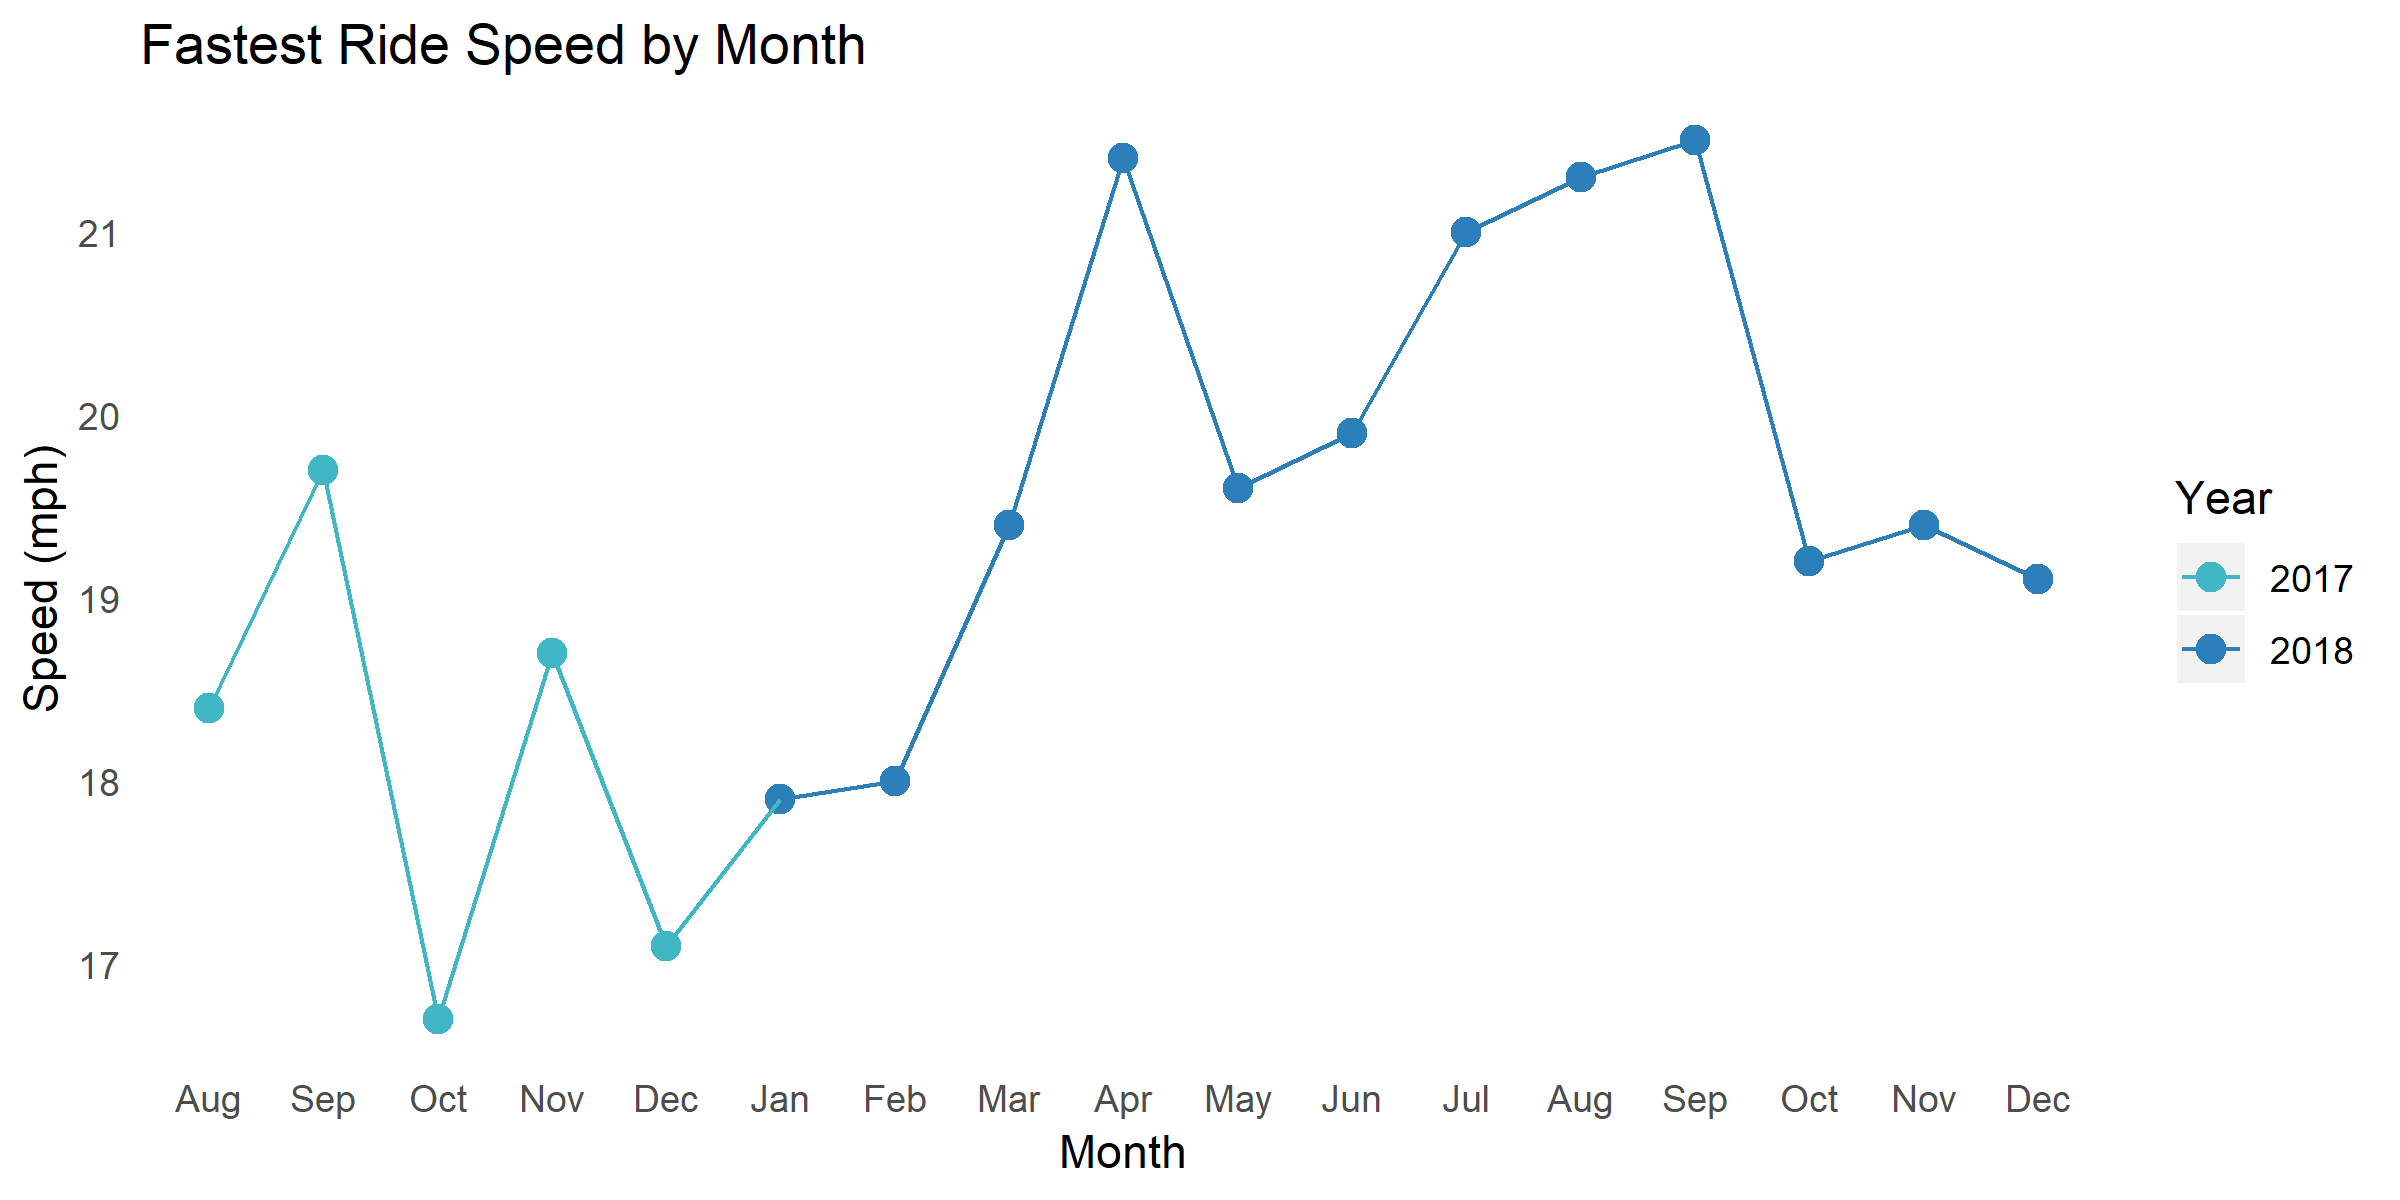 Fastest Ride Speed by Month
21
20
19
18
17
Speed (mph)
Aug Sep Oct Nov Dec Jan Feb Mar Apr May Jun Jul Aug Sep Oct Nov Dec
Month
Year
2017
2018